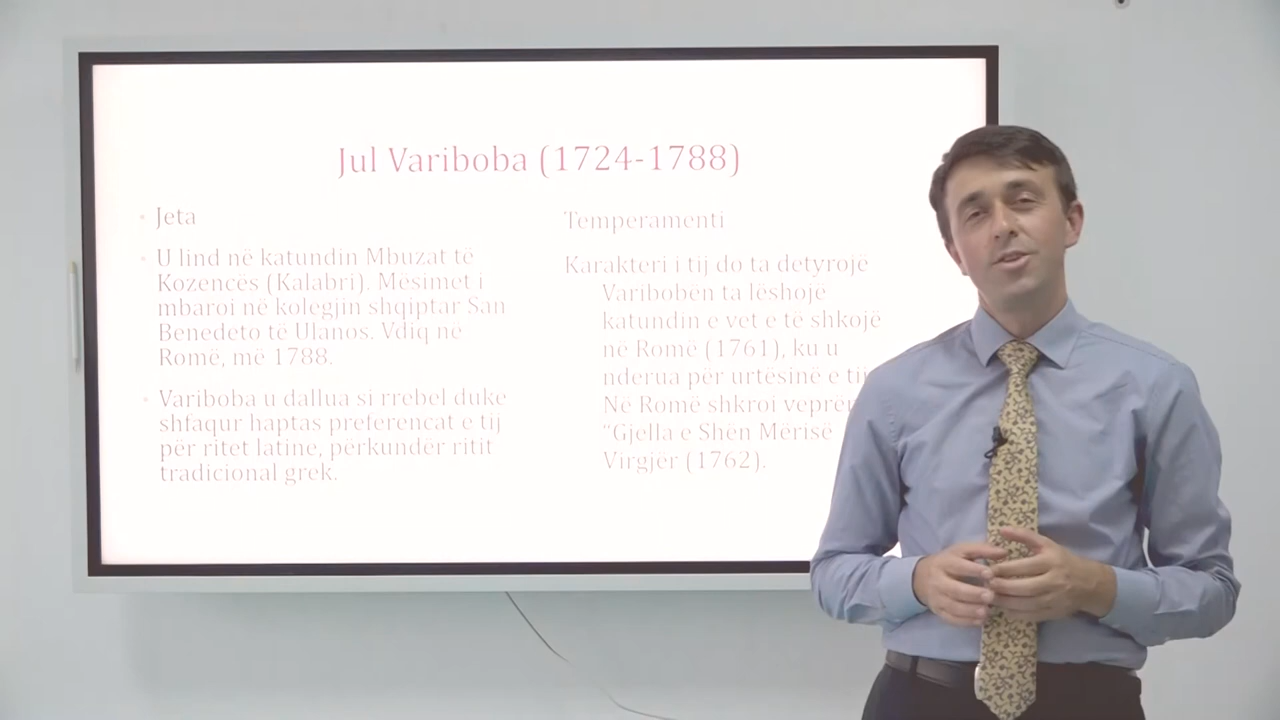 Jul Variboba (1724-1788)
Jeta
U lind në katundin Mbuzat të
Kozencës (Kalabri). Mësimet i
mbaroi në kolegjin shqiptar San
Benedeto të Ulanos. Vdiq në
Romë, më 1788.
Variboba u dallua si rrebel duke
shfaqur haptas preferencat e tij
për ritet latine, përkundër ritit
tradicional grek.
Temperamenti
Karakteri i tij do ta detyrojë
Ваribobën ta lëshojë
katundin e vet e të shkojë
në Romë (1761), ku u
nderua për urtësinë e tij
Në Romë shkroi
"Gjella e Shën Mërisë
Virgjër (1762).